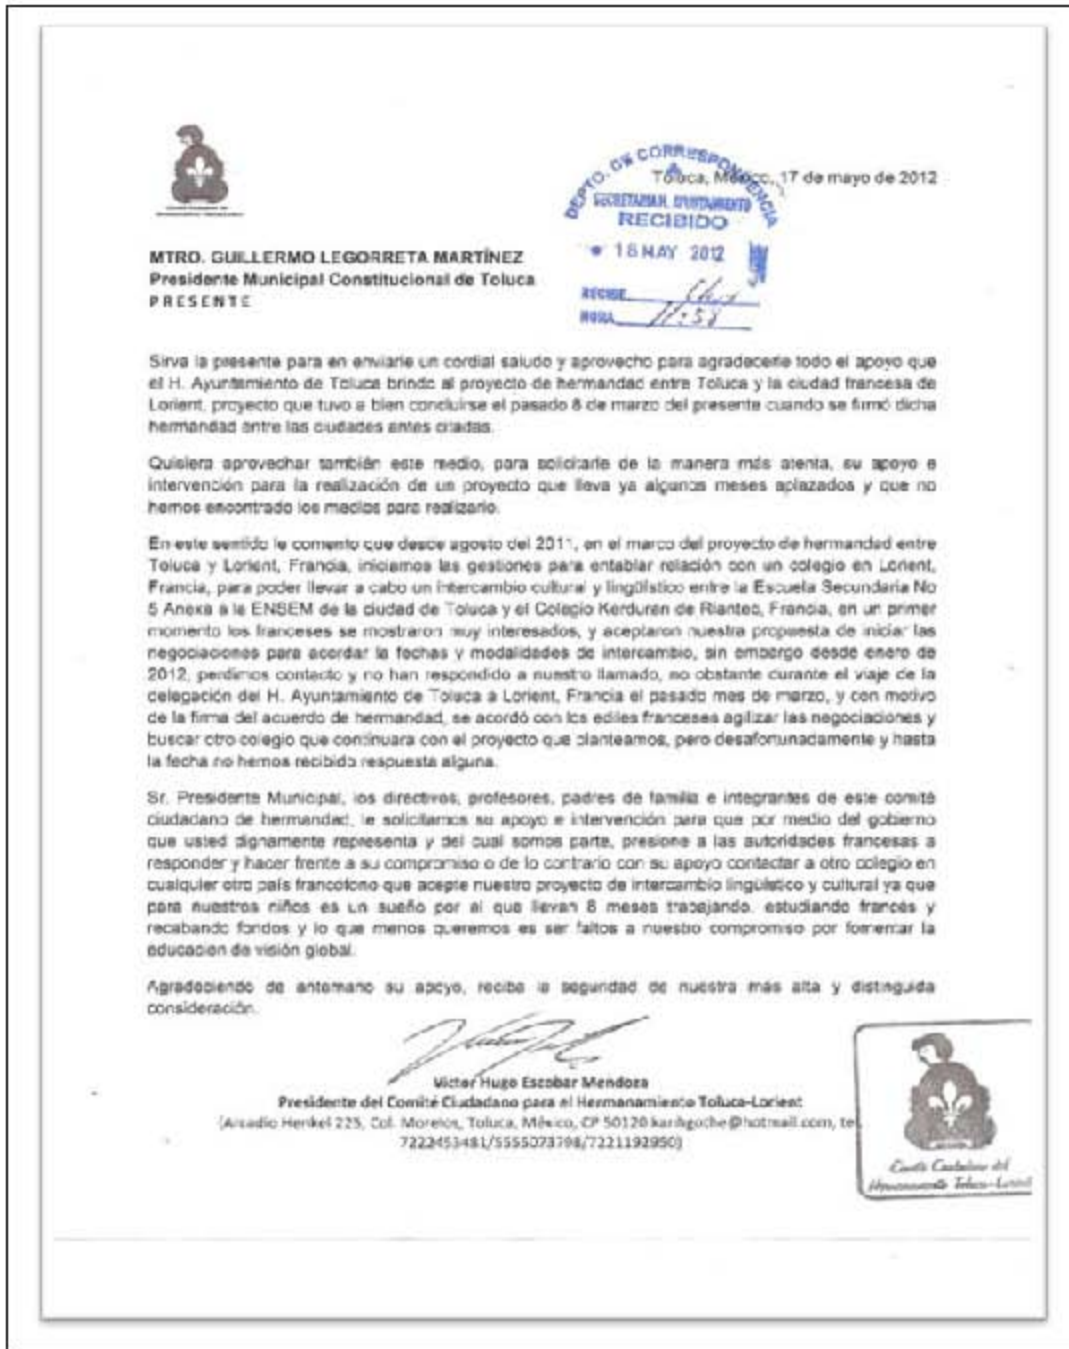 DEPTO. DE CORRESPONDENCIA
Toluca, México, 17 de mayo de 2012
RECIBIDO
18 MAY 2012
RECIBE
HORA 11:58
MTRO. GUILLERMO LEGORRETA MARTÍNEZ
Presidente Municipal Constitucional de Toluca
PRESENTE
Sirva la presente para en enviarle un cordial saludo y aprovecho para agradecerle todo el apoyo que
el H. Ayuntamiento de Toluca brindo al proyecto de hermandad entre Toluca y la ciudad francesa de
Lorient, proyecto que tuvo a bien concluirse el pasado 8 de marzo del presente cuando se firmó dicha
hermandad entre las ciudades antes citadas.
Quisiera aprovechar también este medio, para solicitarle de la manera más atenta, su apoyo e
intervención para la realización de un proyecto que lleva ya algunos meses aplazados y que no
hemos encontrado los medios para realizarlo.
En este sentido le comento que desde agosto del 2011, en el marco del proyecto de hermandad entre
Toluca y Lorient, Francia, iniciamos las gestiones para entablar relación con un colegio en Lorient,
Francia, para poder llevar a cabo un intercambio cultural y lingüístico entre la Escuela Secundaria No
5 Anexa a la ENSEM de la ciudad de Toluca y el Colegio Kerduran de Riantec, Francia, en un primer
momento los franceses se mostraron muy interesados, y aceptaron nuestra propuesta de iniciar las
negociaciones para acordar la fechas y modalidades de intercambio, sin embargo desde enero de
2012, perdimos contacto y no han respondido a nuestro llamado, no obstante durante el viaje de la
delegación del H. Ayuntamiento de Toluca a Lorient, Francia el pasado mes de marzo, y con motivo
de la firma del acuerdo de hermandad, se acordó con los ediles franceses agilizar las negociaciones y
buscar otro colegio que continuara con el proyecto que planteamos, pero desafortunadamente y hasta
la fecha no hemos recibido respuesta alguna.
Sr. Presidente Municipal, los directivos, profesores, padres de familia e integrantes de este comité
ciudadano de hermandad, le solicitamos su apoyo e intervención para que por medio del gobierno
que usted dignamente representa y del cual somos parte, presione a las autoridades francesas a
responder y hacer frente a su compromiso o de lo contrario con su apoyo contactar a otro colegio en
cualquier otro país francófono que acepte nuestro proyecto de intercambio lingüístico y cultural ya que
para nuestros niños es un sueño por el que llevan 8 meses trabajando, estudiando francés y
recabando fondos y lo que menos queremos es ser faltos a nuestro compromiso por fomentar la
educación de visión global.
Agradeciendo de antemano su apoyo, reciba la seguridad de nuestra más alta y distinguida
consideración.
Victor Hugo Escobar Mendoza
Presidente del Comité Ciudadano para el Hermanamiento Toluca-Lorient
(Arcadio Henkel 225, Col. Morelos, Toluca, México, CP 50120 @hotmail.com, tel
7222453481/5555073798/7221192950)
Comité Ciudadano del
Hermanamiento Toluca-Lorient